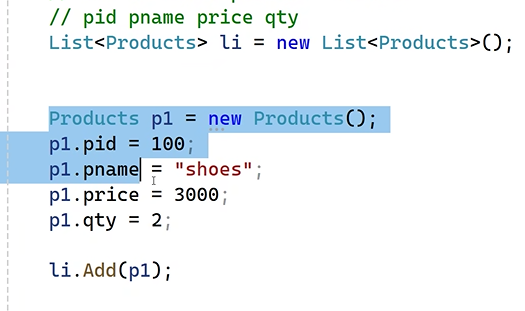 // pid pname price qty
List<Products> li = new List<Products>();
Products p1 = new Products();
p1.pid = 100;
p1.pname = "shoes";
p1.price = 3000;
p1.qty = 2;
li.Add(p1);